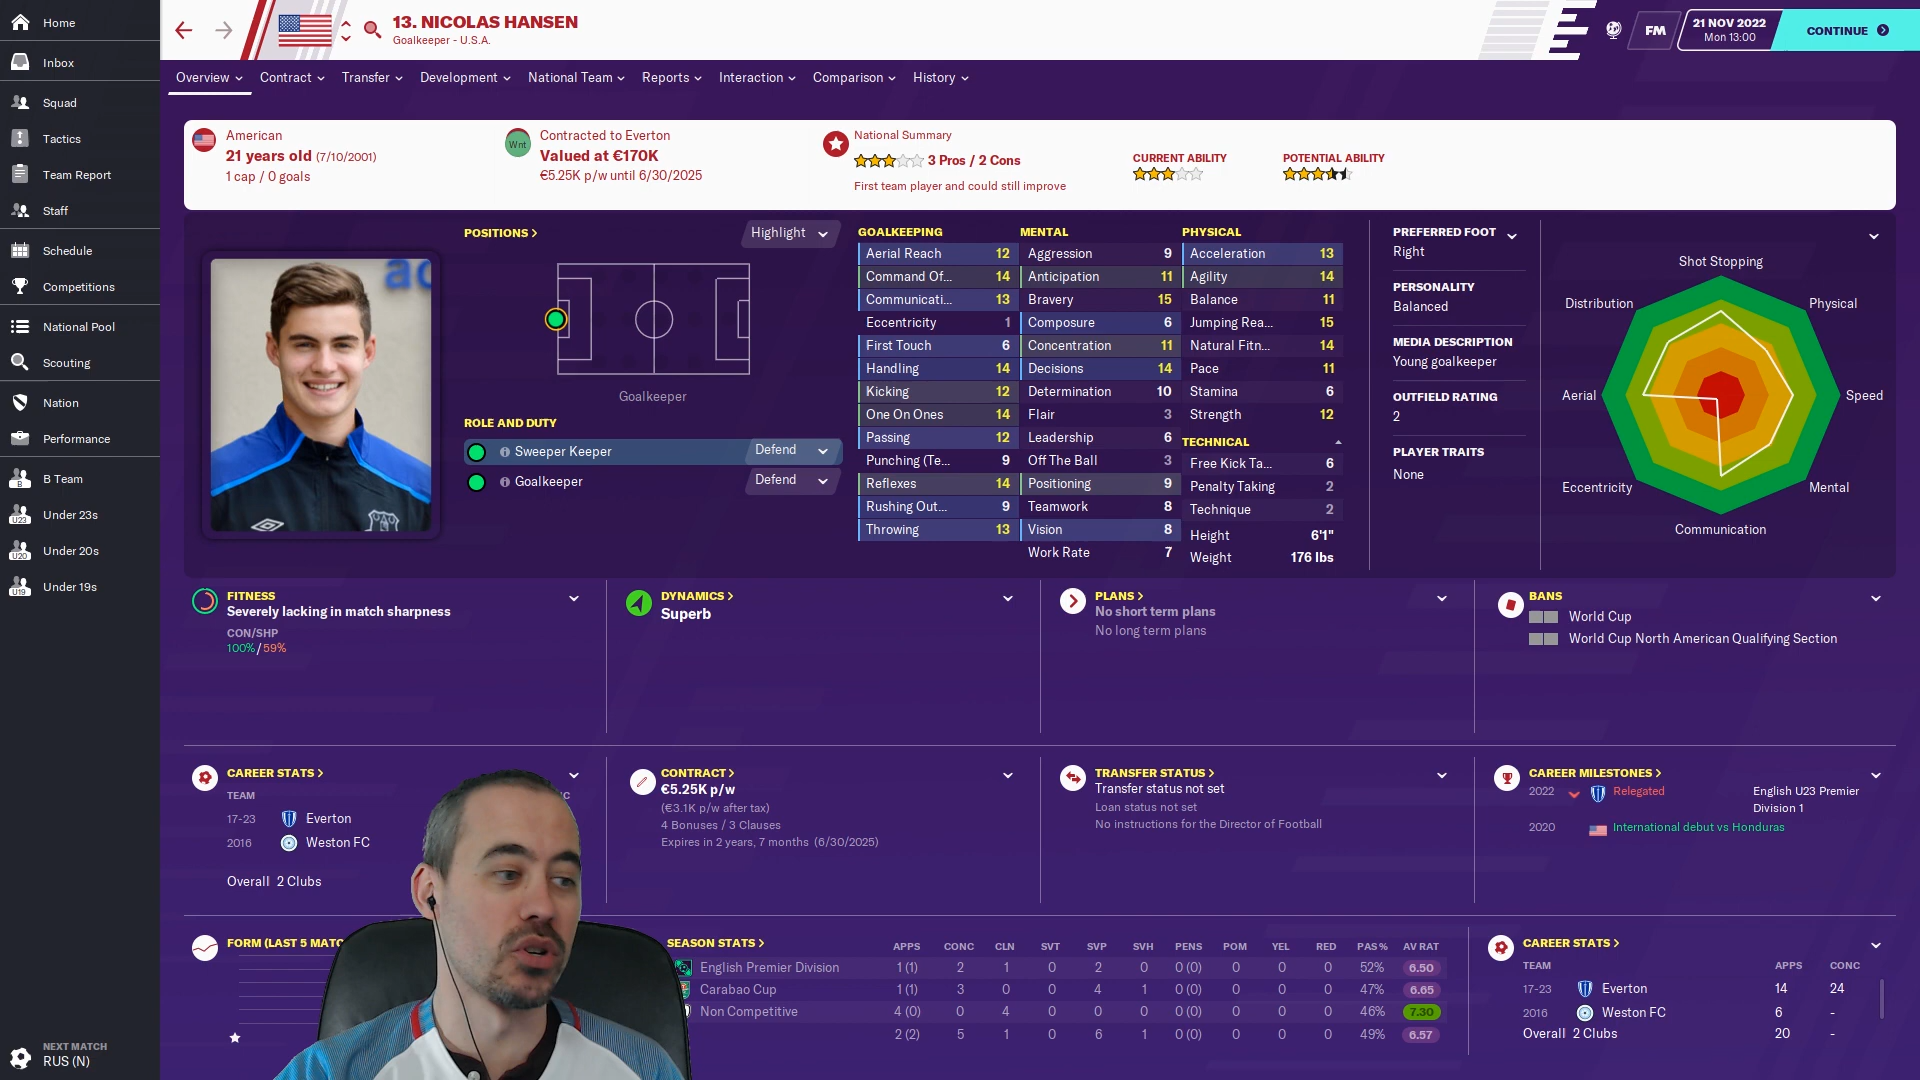 Home
Inbox
Squad
Tactics
Team Report
Staff
Schedule
Competitions
National Pool
Scouting
Nation
Performance
B Team
Under 23s
Under 20s
Under 19s
NEXT MATCH
RUS (N)
13. NICOLAS HANSEN
Goalkeeper - U.S.A.
FM
21 NOV 2022
Mon 13:00
CONTINUE
Overview Contract Transfer Development National Team Reports Interaction Comparison History
American
21 years old (7/10/2001)
1 cap / 0 goals
Wnt
Contracted to Everton
Valued at €170K
€5.25K p/w until 6/30/2025
National Summary
3 Pros / 2 Cons
First team player and could still improve
CURRENT ABILITY
POTENTIAL ABILITY
POSITIONS >
Highlight
Goalkeeper
ROLE AND DUTY
Sweeper Keeper Defend
Goalkeeper Defend
GOALKEEPING
Aerial Reach 12
Command Of... 14
Communicati... 13
Eccentricity 1
First Touch 6
Handling 14
Kicking 12
One On Ones 14
Passing 12
Punching (Te... 9
Reflexes 14
Rushing Out... 9
Throwing 13
MENTAL
Aggression 9
Anticipation 11
Bravery 15
Composure 6
Concentration 11
Decisions 14
Determination 10
Flair 3
Leadership 6
Off The Ball 3
Positioning 9
Teamwork 8
Vision 8
Work Rate 7
PHYSICAL
Acceleration 13
Agility 14
Balance 11
Jumping Rea... 15
Natural Fitn... 14
Pace 11
Stamina 6
Strength 12
TECHNICAL
Free Kick Ta... 6
Penalty Taking 2
Technique 2
Height 6'1"
Weight 176 lbs
PREFERRED FOOT
Right
PERSONALITY
Balanced
MEDIA DESCRIPTION
Young goalkeeper
OUTFIELD RATING
2
PLAYER TRAITS
None
Shot Stopping
Distribution Physical
Aerial Speed
Eccentricity Mental
Communication
FITNESS
Severely lacking in match sharpness
CON/SHP
100%/59%
DYNAMICS >
Superb
PLANS >
No short term plans
No long term plans
BANS
World Cup
World Cup North American Qualifying Section
CAREER STATS >
TEAM
17-23 Everton
2016 Weston FC
Overall 2 Clubs
CONTRACT >
€5.25K p/w
(€3.1K p/w after tax)
4 Bonuses / 3 Clauses
Expires in 2 years, 7 months (6/30/2025)
TRANSFER STATUS >
Transfer status not set
Loan status not set
No instructions for the Director of Football
CAREER MILESTONES >
2022 Relegated English U23 Premier
Division 1
2020 International debut vs Honduras
FORM (LAST 5 MATC
SEASON STATS > APPS CONC CLN SVT SVP SVH PENS POM YEL RED PAS % AV RAT
English Premier Division 1 (1) 2 1 0 2 0 0 (0) 0 0 0 52% 6.50
Carabao Cup 1 (1) 3 0 0 4 1 0 (0) 0 0 0 47% 6.65
Non Competitive 4 (0) 0 4 0 0 0 0 (0) 0 0 0 46% 7.30
2 (2) 5 1 0 6 1 0 (0) 0 0 0 49% 6.57
CAREER STATS >
TEAM APPS CONC
17-23 Everton 14 24
2016 Weston FC 6 -
Overall 2 Clubs 20 -